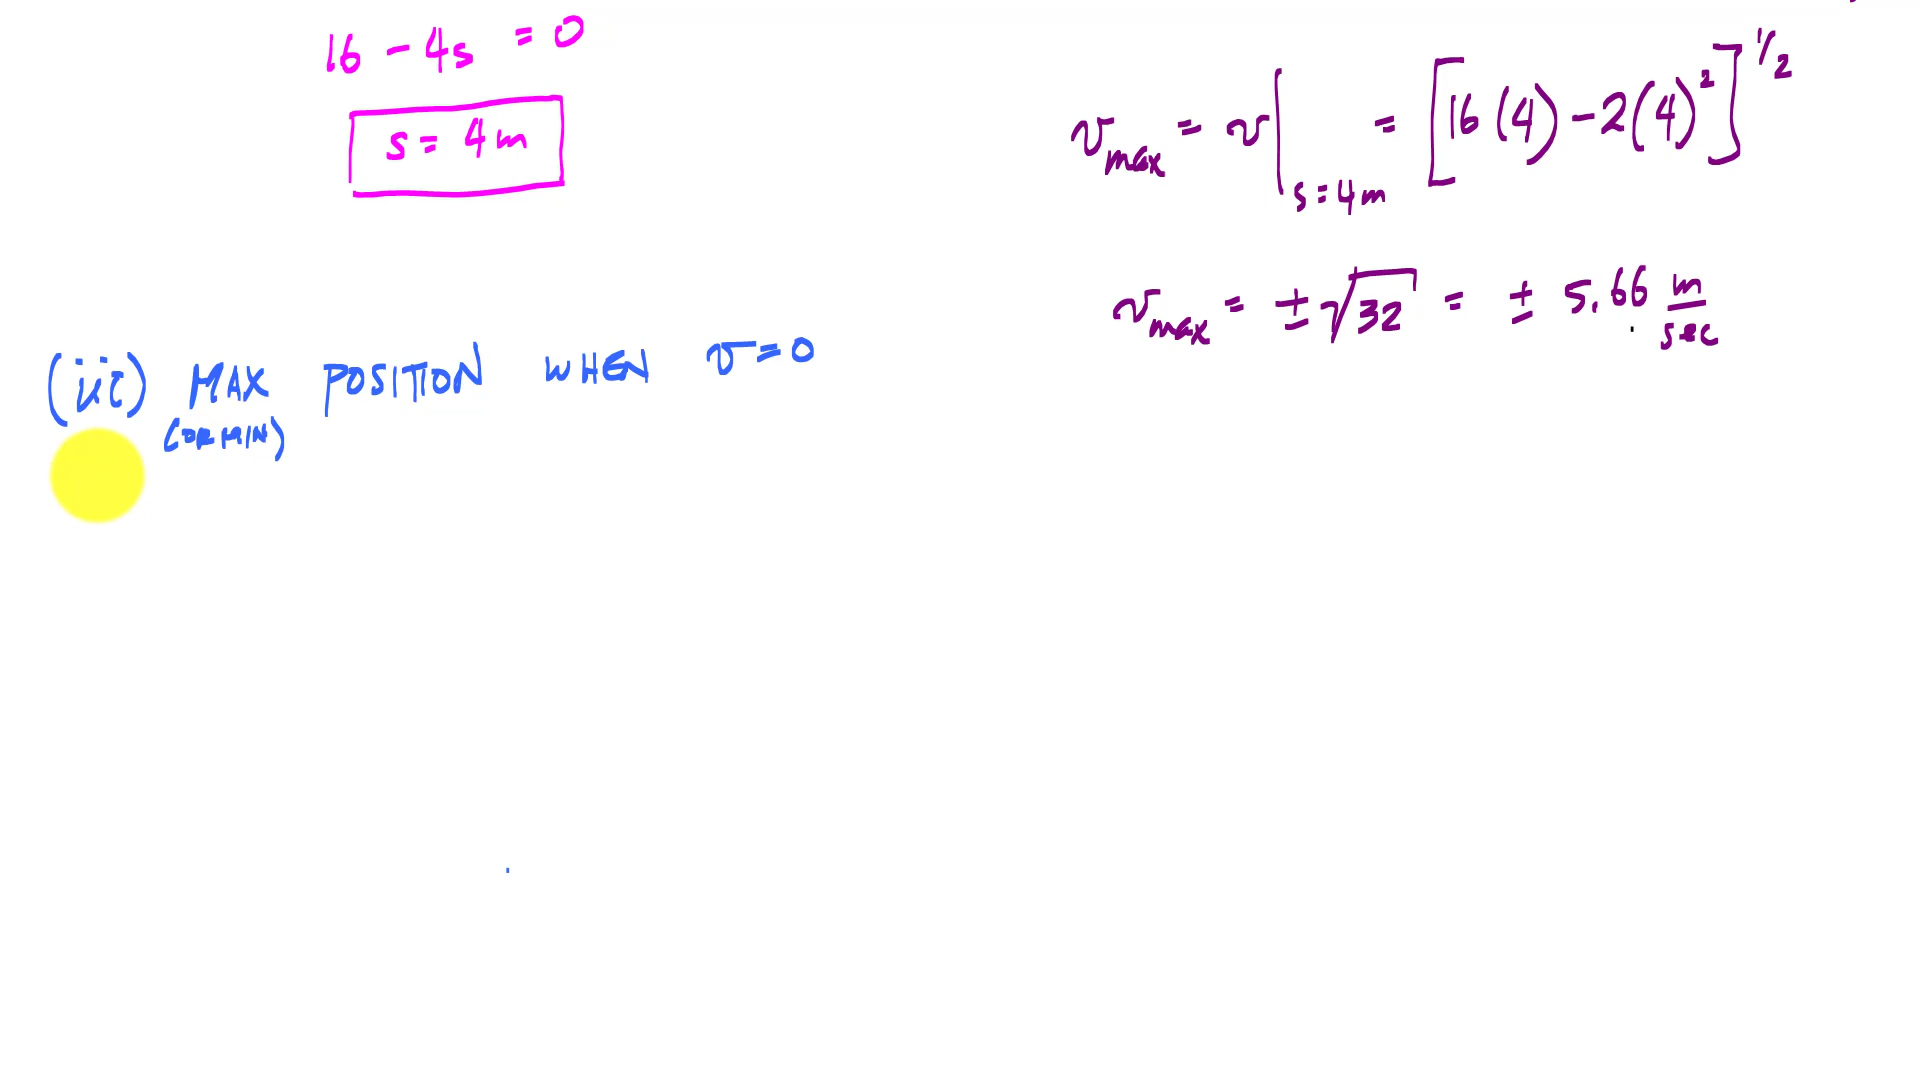 16 - 4s = 0
s = 4m
v_max = v|_{s=4m} = [16(4) - 2(4)²]^{1/2}
v_max = ±√32 = ± 5.66 m/sec
(iii) MAX POSITION WHEN v = 0
(OR MIN)